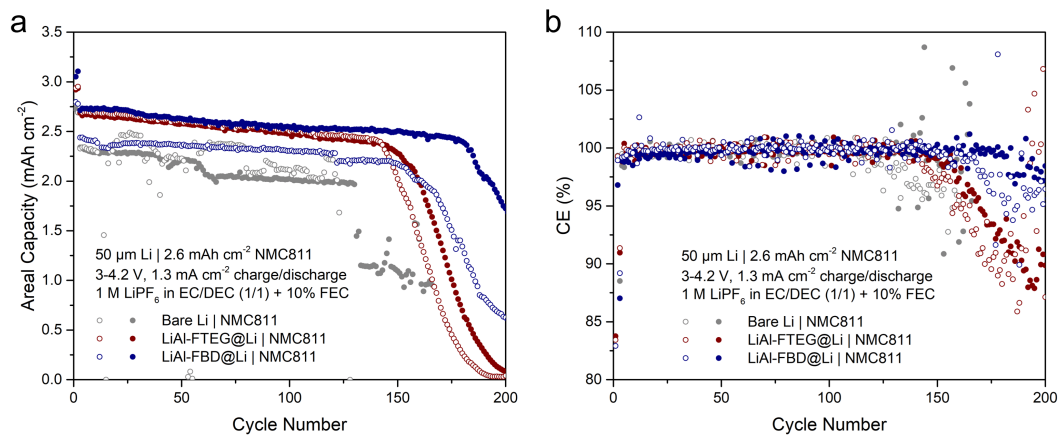 a
Areal Capacity (mAh cm⁻²)
3.5
3.0
2.5
2.0
1.5
1.0
0.5
0.0
50 μm Li | 2.6 mAh cm⁻² NMC811
3-4.2 V, 1.3 mA cm⁻² charge/discharge
1 M LiPF₆ in EC/DEC (1/1) + 10% FEC
Bare Li | NMC811
LiAl-FTEG@Li | NMC811
LiAl-FBD@Li | NMC811
0 50 100 150 200
Cycle Number
b
CE (%)
110
105
100
95
90
85
80
50 μm Li | 2.6 mAh cm⁻² NMC811
3-4.2 V, 1.3 mA cm⁻² charge/discharge
1 M LiPF₆ in EC/DEC (1/1) + 10% FEC
Bare Li | NMC811
LiAl-FTEG@Li | NMC811
LiAl-FBD@Li | NMC811
0 50 100 150 200
Cycle Number